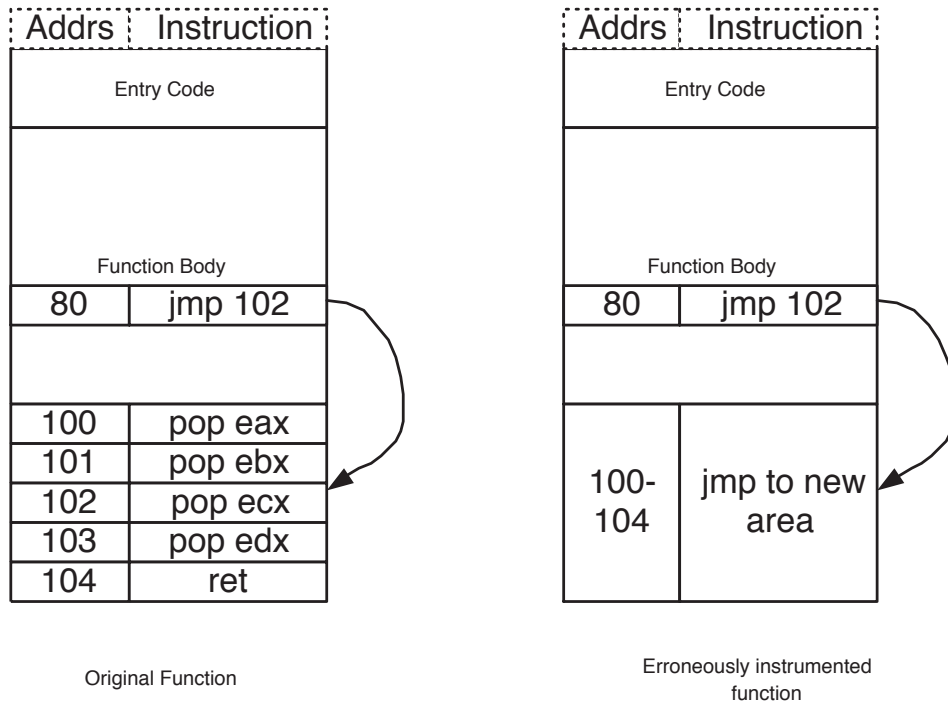 Addrs Instruction
Entry Code
Function Body
80 jmp 102
100 pop eax
101 pop ebx
102 pop ecx
103 pop edx
104 ret
Original Function
Addrs Instruction
Entry Code
Function Body
80 jmp 102
100-
104
jmp to new
area
Erroneously instrumented
function